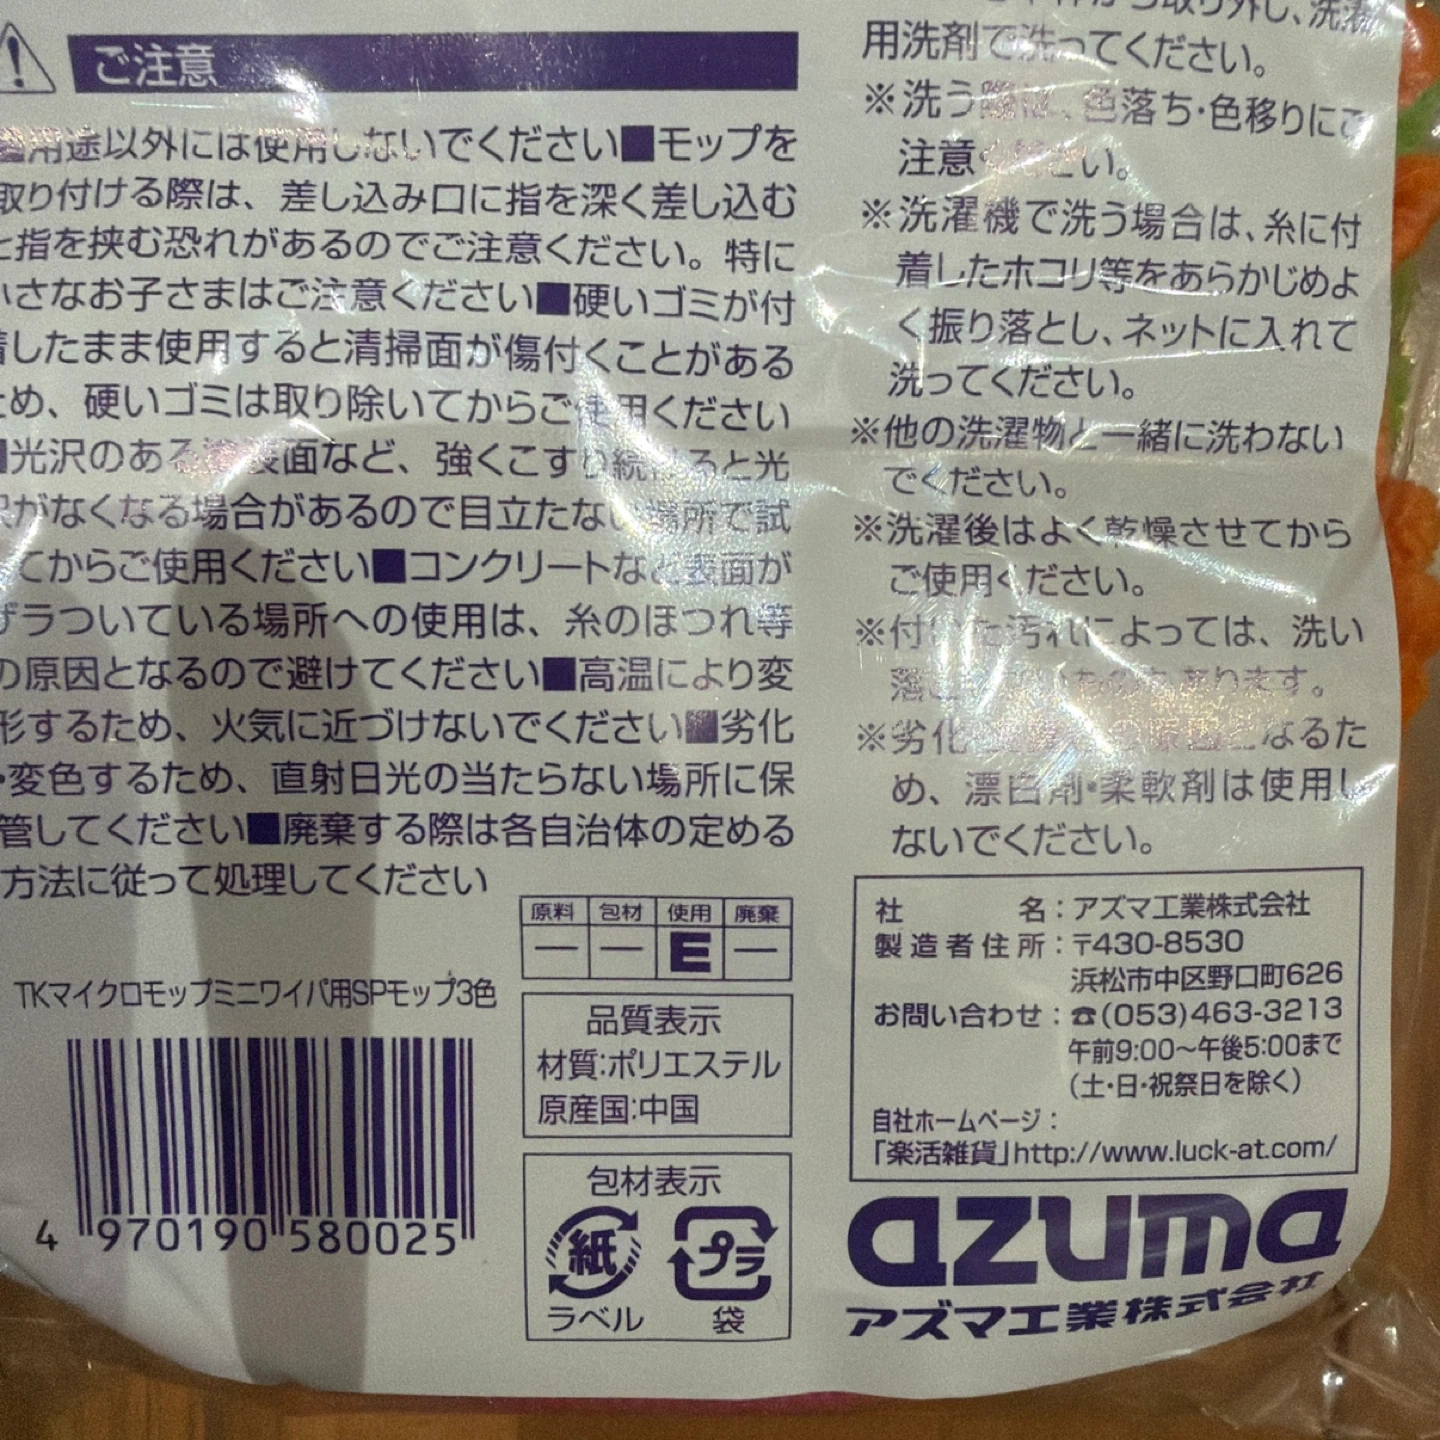 ご注意
用途以外には使用しないでください■モップを
取り付ける際は、差し込み口に指を深く差し込む
と指を挟む恐れがあるのでご注意ください。特に
小さなお子さまはご注意ください■硬いゴミが付
着したまま使用すると清掃面が傷付くことがある
ため、硬いゴミは取り除いてからご使用ください
■光沢のある 表面など、強くこすり続けると光
沢がなくなる場合があるので目立たない場所で試
してからご使用ください■コンクリートなど表面が
ザラついている場所への使用は、糸のほつれ等
の原因となるので避けてください■高温により変
形するため、火気に近づけないでください■劣化
・変色するため、直射日光の当たらない場所に保
管してください■廃棄する際は各自治体の定める
方法に従って処理してください
から取り外し、洗濯
用洗剤で洗ってください。
※洗う際は、色落ち・色移りにご
注意ください。
※洗濯機で洗う場合は、糸に付
着したホコリ等をあらかじめよ
く振り落とし、ネットに入れて
洗ってください。
※他の洗濯物と一緒に洗わない
でください。
※洗濯後はよく乾燥させてから
ご使用ください。
※付いた汚れによっては、洗い
ものもあります。
※劣化 原因となるた
め、漂白剤・柔軟剤は使用し
ないでください。
原料 包材 使用 廃棄
― ― E ―
TKマイクロモップミニワイパ用SPモップ3色
4 970190 580025
品質表示
材質:ポリエステル
原産国:中国
包材表示
紙 プラ
ラベル 袋
社名:アズマ工業株式会社
製造者住所:〒430-8530
浜松市中区野口町626
お問い合わせ:☎(053)463-3213
午前9:00〜午後5:00まで
(土・日・祝祭日を除く)
自社ホームページ:
「楽活雑貨」http://www.luck-at.com/
azuma
アズマ工業株式会社